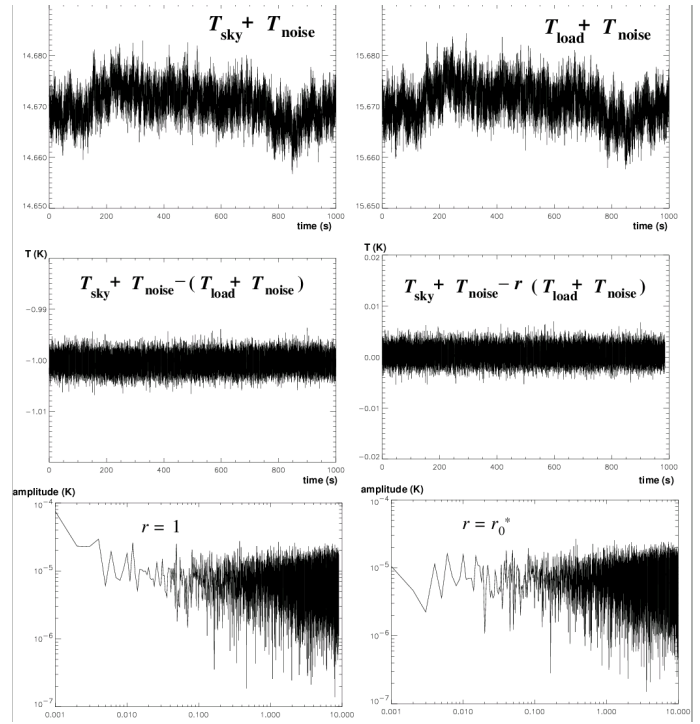 T_sky + T_noise
14.690
14.680
14.670
14.660
14.650
0 200 400 600 800 1000
time (s)
T_load + T_noise
15.690
15.680
15.670
15.660
15.650
0 200 400 600 800 1000
time (s)
T (K)
T_sky + T_noise − ( T_load + T_noise )
−0.99
−1.00
−1.01
0 200 400 600 800 1000
time (s)
T (K)
T_sky + T_noise − r ( T_load + T_noise )
0.02
0.01
0.00
−0.01
−0.02
0 200 400 600 800 1000
time (s)
amplitude (K)
r = 1
10⁻⁴
10⁻⁵
10⁻⁶
10⁻⁷
0.001 0.010 0.100 1.000 10.000
amplitude (K)
r = r₀*
10⁻⁴
10⁻⁵
10⁻⁶
10⁻⁷
0.001 0.010 0.100 1.000 10.000